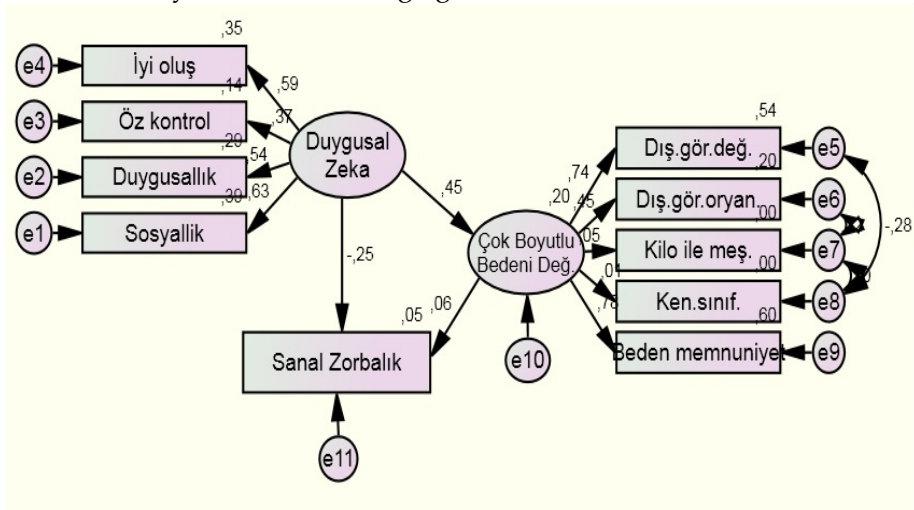 ,35
e4
İyi oluş
,59
,14
e3
Öz kontrol
,37
,29
e2
Duygusallık
,54
,39
,63
e1
Sosyallik
Duygusal
Zeka
,45
-,25
,20
Çok Boyutlu
Bedeni Değ.
e10
,05
,06
Sanal Zorbalık
e11
,54
,74
Dış.gör.değ.
e5
,20
,45
Dış.gör.oryan.
e6
,00
,05
Kilo ile meş.
e7
-,28
,00
,01
Ken.sınıf.
e8
,60
Beden memnuniyet
e9